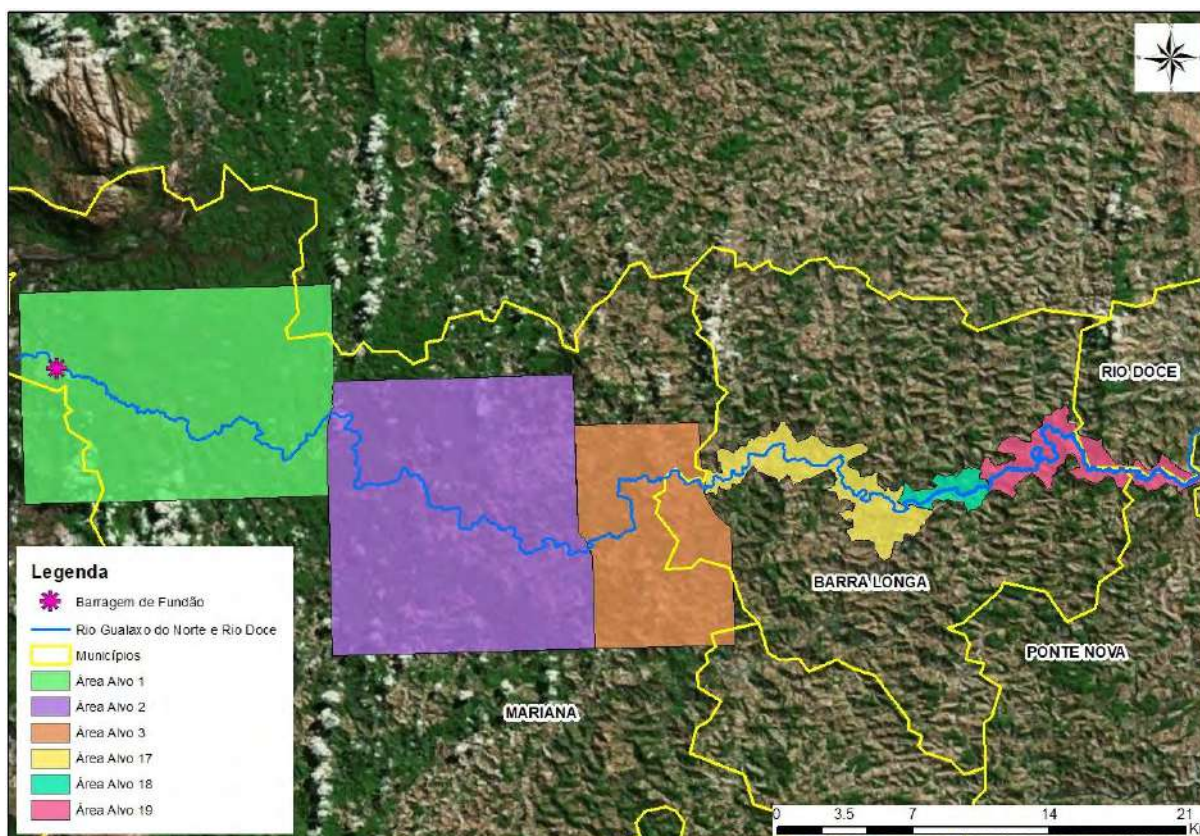 RIO DOCE
BARRA LONGA
PONTE NOVA
MARIANA
Legenda
Barragem de Fundão
Rio Gualaxo do Norte e Rio Doce
Municípios
Área Alvo 1
Área Alvo 2
Área Alvo 3
Área Alvo 17
Área Alvo 18
Área Alvo 19
0 3.5 7 14 21